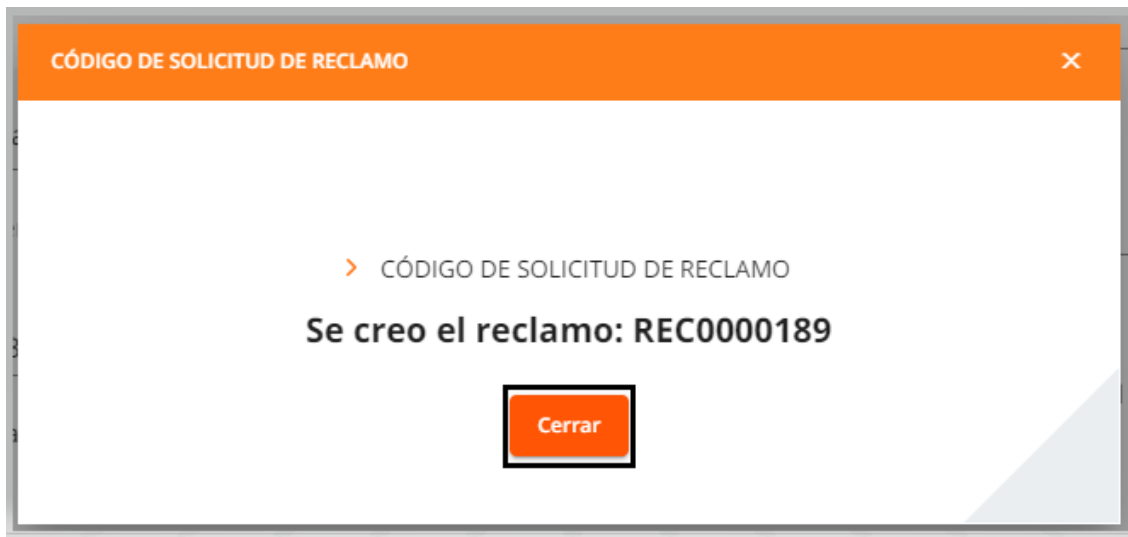 CÓDIGO DE SOLICITUD DE RECLAMO
CÓDIGO DE SOLICITUD DE RECLAMO
Se creo el reclamo: REC0000189
Cerrar